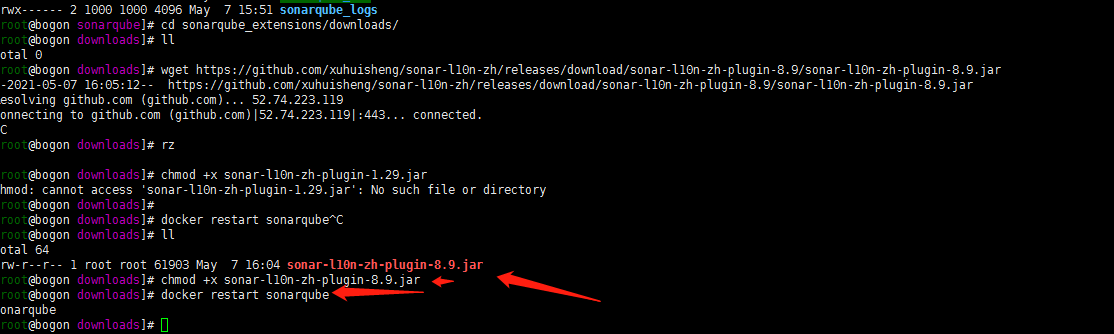 rwx------ 2 1000 1000 4096 May  7 15:51 sonarqube_logs
root@bogon sonarqube]# cd sonarqube_extensions/downloads/
root@bogon downloads]# ll
otal 0
root@bogon downloads]# wget https://github.com/xuhuisheng/sonar-l10n-zh/releases/download/sonar-l10n-zh-plugin-8.9/sonar-l10n-zh-plugin-8.9.jar
-2021-05-07 16:05:12--  https://github.com/xuhuisheng/sonar-l10n-zh/releases/download/sonar-l10n-zh-plugin-8.9/sonar-l10n-zh-plugin-8.9.jar
esolving github.com (github.com)... 52.74.223.119
onnecting to github.com (github.com)|52.74.223.119|:443... connected.
C
root@bogon downloads]# rz
root@bogon downloads]# chmod +x sonar-l10n-zh-plugin-1.29.jar
hmod: cannot access 'sonar-l10n-zh-plugin-1.29.jar': No such file or directory
root@bogon downloads]#
root@bogon downloads]# docker restart sonarqube^C
root@bogon downloads]# ll
otal 64
rw-r--r-- 1 root root 61903 May  7 16:04 sonar-l10n-zh-plugin-8.9.jar
root@bogon downloads]# chmod +x sonar-l10n-zh-plugin-8.9.jar
root@bogon downloads]# docker restart sonarqube
onarqube
root@bogon downloads]#